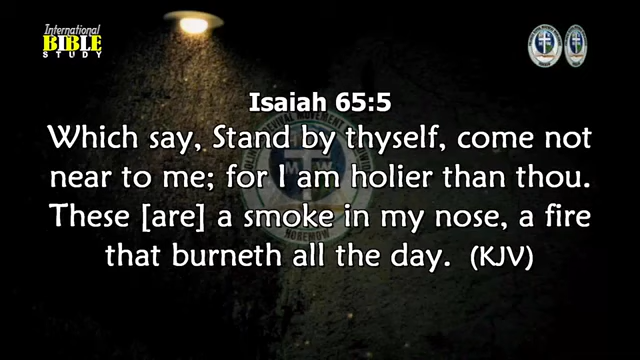 International
BIBLE
STUDY
Isaiah 65:5
Which say, Stand by thyself, come not
near to me; for I am holier than thou.
These [are] a smoke in my nose, a fire
that burneth all the day. (KJV)